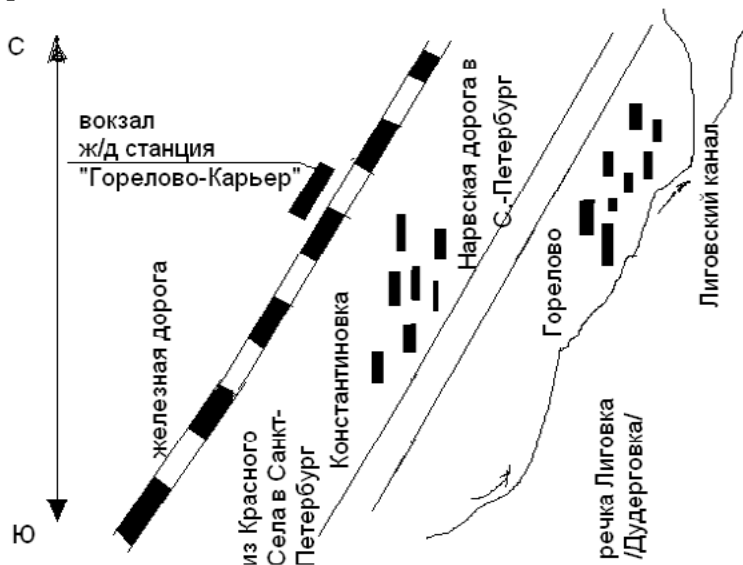 С
вокзал
ж/д станция
"Горелово-Карьер"
железная дорога
Ю
из Красного
Села в Санкт-
Петербург
Константиновка
Нарвская дорога в
С.-Петербург
Горелово
Лиговский канал
речка Лиговка
/Дудерговка/